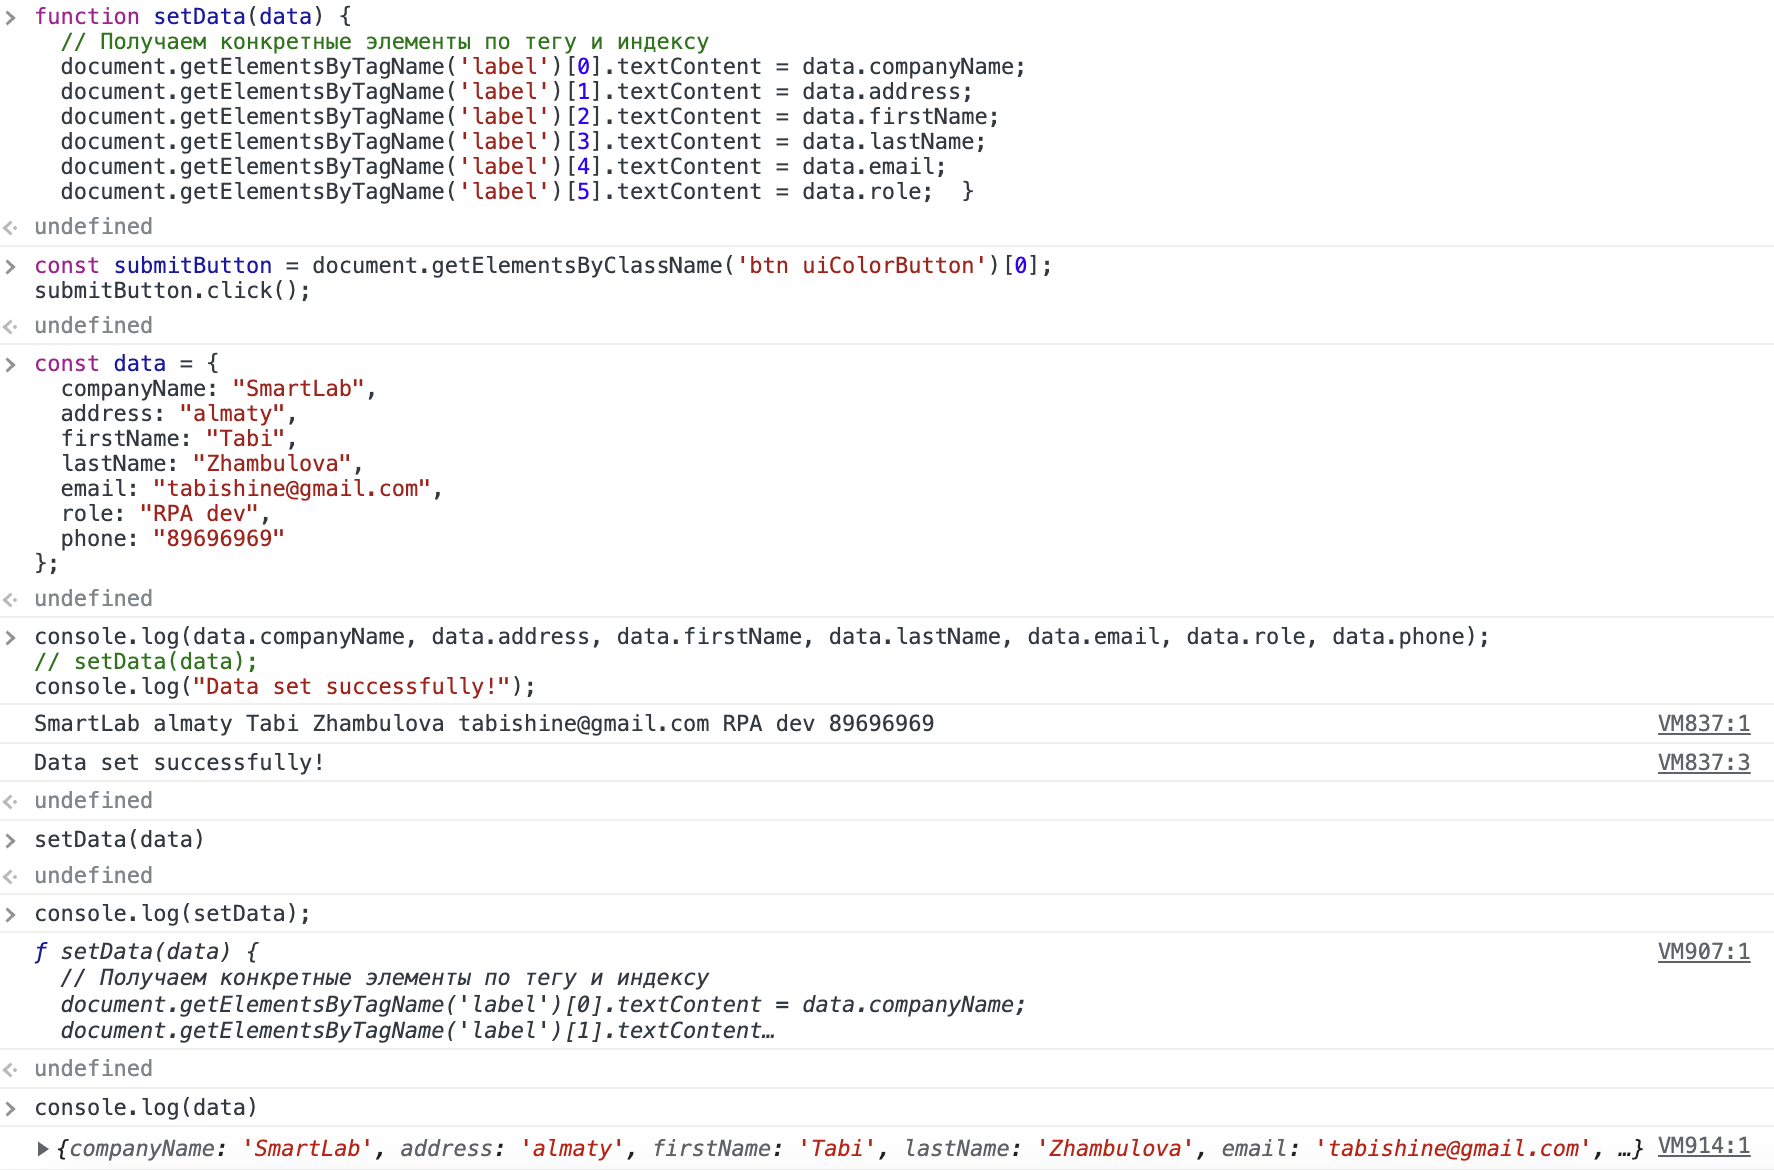 function setData(data) {
// Получаем конкретные элементы по тегу и индексу
document.getElementsByTagName('label')[0].textContent = data.companyName;
document.getElementsByTagName('label')[1].textContent = data.address;
document.getElementsByTagName('label')[2].textContent = data.firstName;
document.getElementsByTagName('label')[3].textContent = data.lastName;
document.getElementsByTagName('label')[4].textContent = data.email;
document.getElementsByTagName('label')[5].textContent = data.role;  }
undefined
const submitButton = document.getElementsByClassName('btn uiColorButton')[0];
submitButton.click();
undefined
const data = {
companyName: "SmartLab",
address: "almaty",
firstName: "Tabi",
lastName: "Zhambulova",
email: "tabishine@gmail.com",
role: "RPA dev",
phone: "89696969"
};
undefined
console.log(data.companyName, data.address, data.firstName, data.lastName, data.email, data.role, data.phone);
// setData(data);
console.log("Data set successfully!");
SmartLab almaty Tabi Zhambulova tabishine@gmail.com RPA dev 89696969 VM837:1
Data set successfully! VM837:3
undefined
setData(data)
undefined
console.log(setData);
ƒ setData(data) { VM907:1
// Получаем конкретные элементы по тегу и индексу
document.getElementsByTagName('label')[0].textContent = data.companyName;
document.getElementsByTagName('label')[1].textContent…
undefined
console.log(data)
{companyName: 'SmartLab', address: 'almaty', firstName: 'Tabi', lastName: 'Zhambulova', email: 'tabishine@gmail.com', …} VM914:1